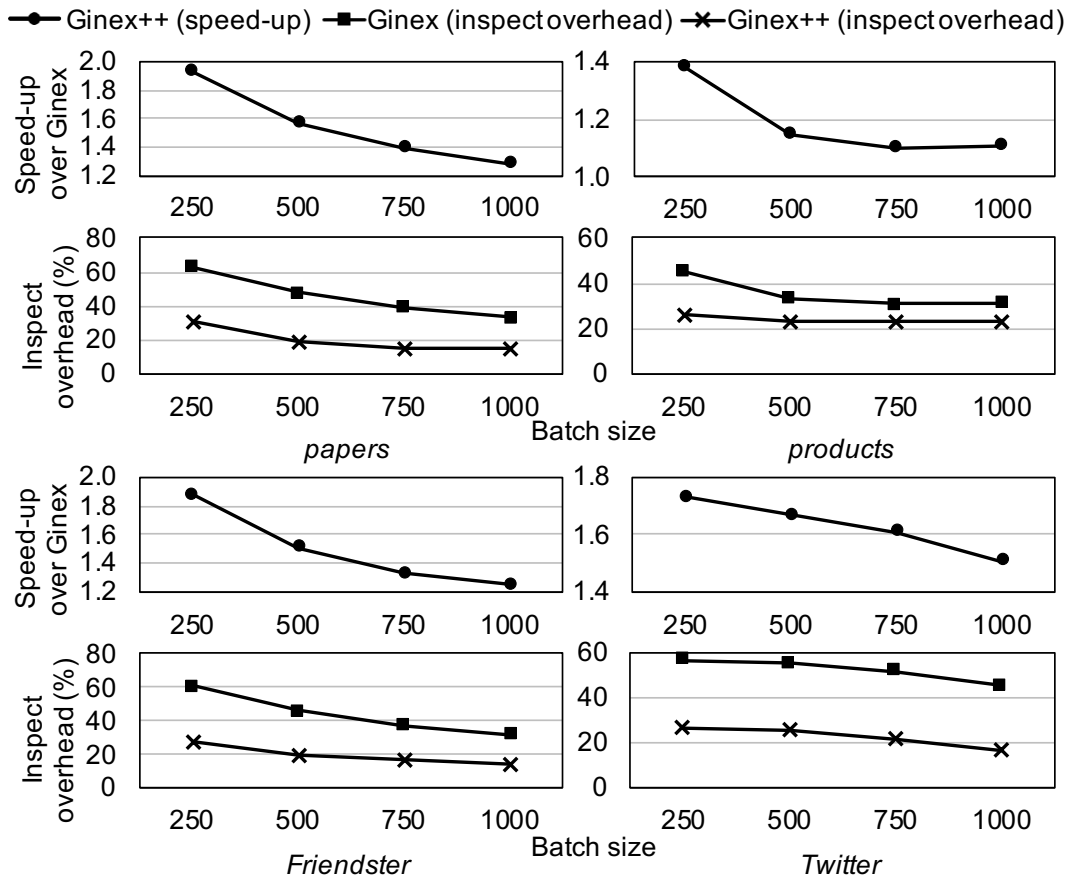 Ginex++ (speed-up) Ginex (inspect overhead) Ginex++ (inspect overhead)
Speed-up
over Ginex
2.0
1.8
1.6
1.4
1.2
250 500 750 1000
1.4
1.2
1.0
250 500 750 1000
Inspect
overhead (%)
80
60
40
20
0
250 500 750 1000
60
40
20
0
250 500 750 1000
Batch size
papers products
Speed-up
over Ginex
2.0
1.8
1.6
1.4
1.2
250 500 750 1000
1.8
1.6
1.4
250 500 750 1000
Inspect
overhead (%)
80
60
40
20
0
250 500 750 1000
60
40
20
0
250 500 750 1000
Batch size
Friendster Twitter